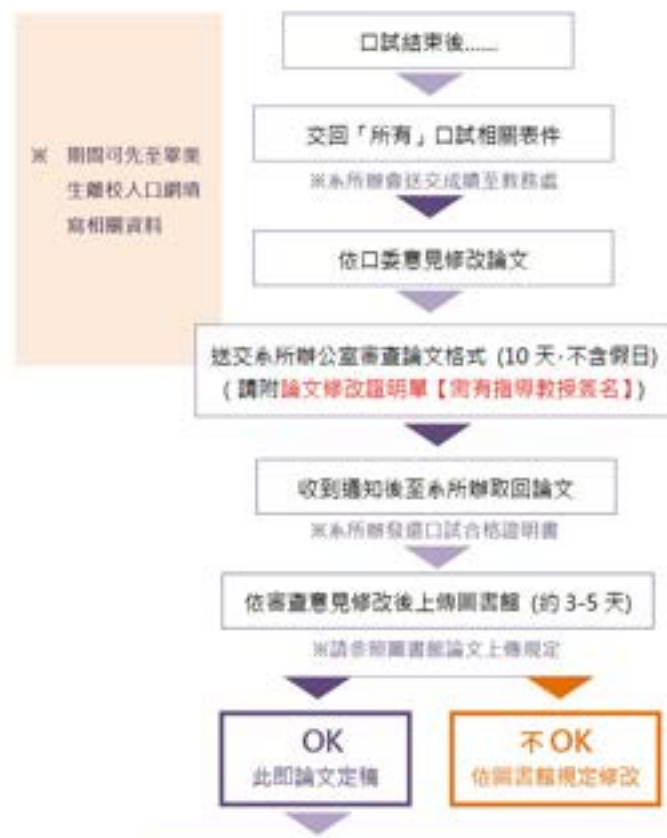 口試結束後......
交回「所有」口試相關表件
※系所辦會送交成績至教務處
※ 期間可先至畢業
生離校入口網填
寫相關資料
依口委意見修改論文
送交系所辦公室審查論文格式 (10 天,不含假日)
( 請附論文修改證明單【需有指導教授簽名】)
收到通知後至系所辦取回論文
※系所辦發還口試合格證明書
依審查意見修改後上傳圖書館 (約 3-5 天)
※請參照圖書館論文上傳規定
OK
此即論文定稿
不 OK
依圖書館規定修改